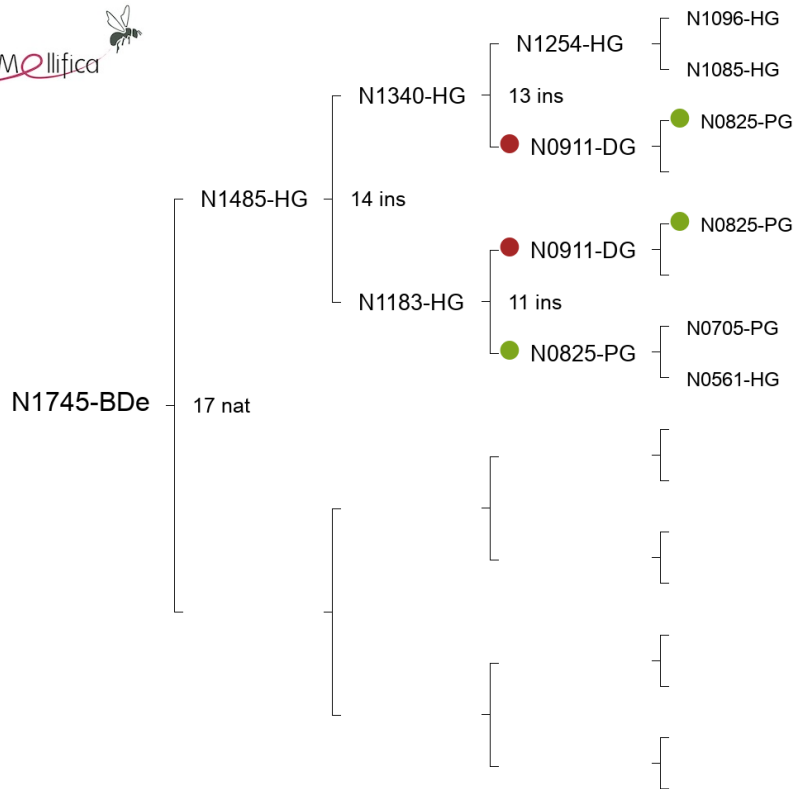 Mellifica
N1096-HG
N1254-HG
N1085-HG
N1340-HG
13 ins
N0825-PG
N0911-DG
N1485-HG
14 ins
N0825-PG
N0911-DG
N1183-HG
11 ins
N0705-PG
N0825-PG
N0561-HG
N1745-BDe
17 nat